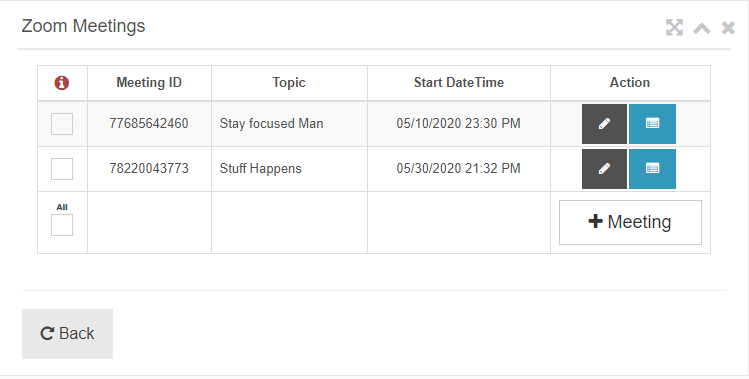 Zoom Meetings
Meeting ID Topic Start DateTime Action
77685642460 Stay focused Man 05/10/2020 23:30 PM
78220043773 Stuff Happens 05/30/2020 21:32 PM
All
Meeting
Back